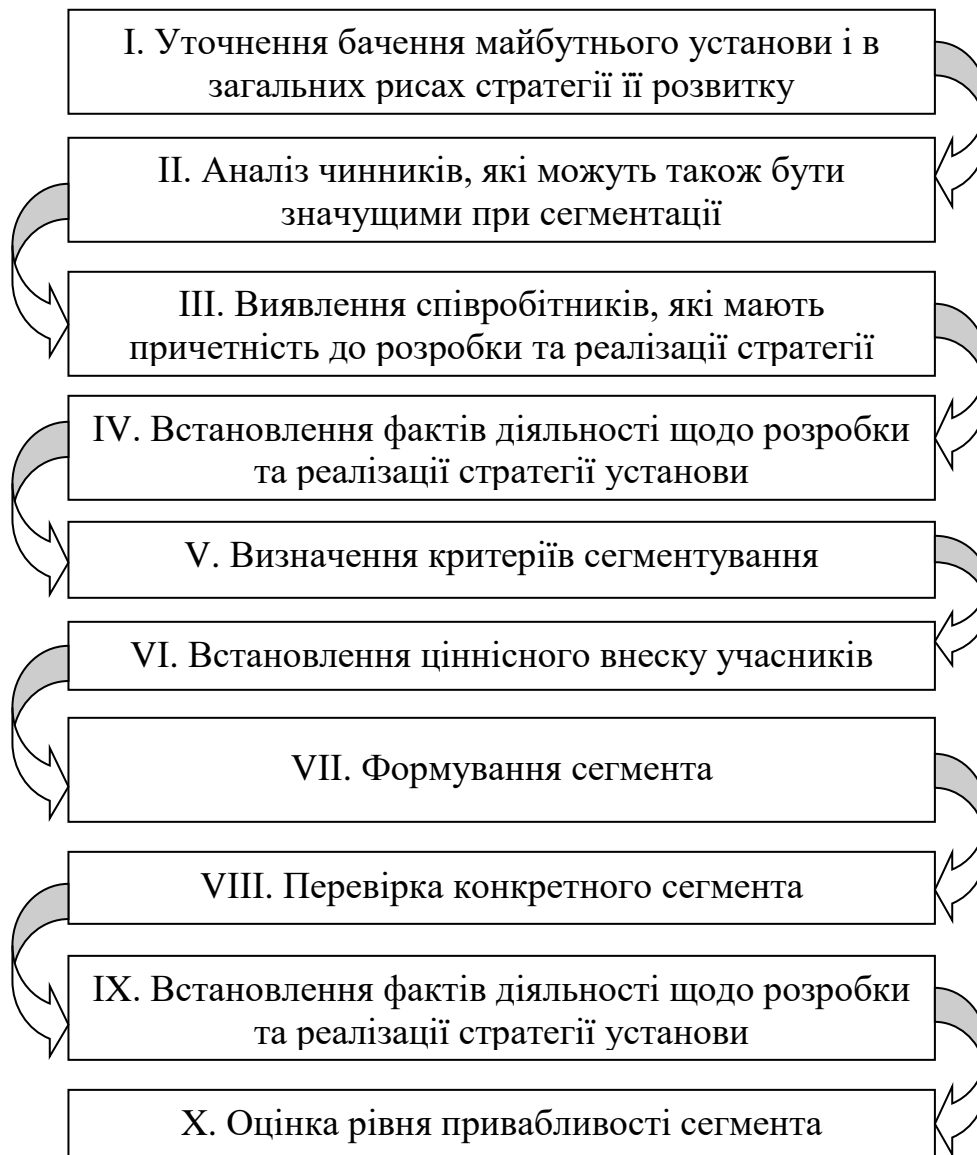 I. Уточнення бачення майбутнього установи і в
загальних рисах стратегії її розвитку
II. Аналіз чинників, які можуть також бути
значущими при сегментації
III. Виявлення співробітників, які мають
причетність до розробки та реалізації стратегії
IV. Встановлення фактів діяльності щодо розробки
та реалізації стратегії установи
V. Визначення критеріїв сегментування
VI. Встановлення ціннісного внеску учасників
VII. Формування сегмента
VIII. Перевірка конкретного сегмента
IX. Встановлення фактів діяльності щодо розробки
та реалізації стратегії установи
X. Оцінка рівня привабливості сегмента